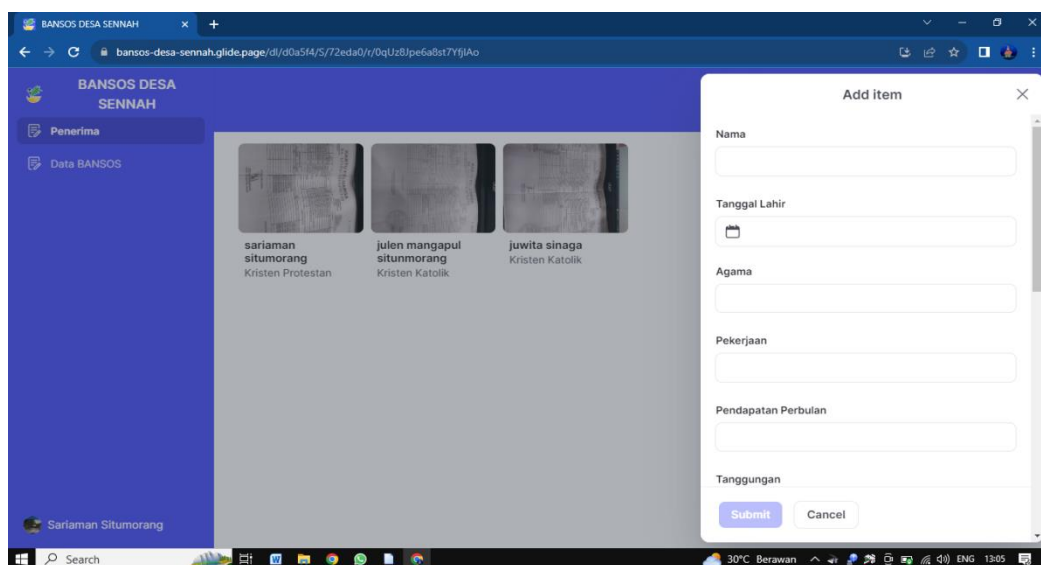 BANSOS DESA SENNAH
bansos-desa-sennah.glide.page/dl/d0a5f4/S/72eda0/r/0qUz8Jpe6a8st7YfjlAo
BANSOS DESA
SENNAH
Penerima
Data BANSOS
sariaman
situmorang
Kristen Protestan
julen mangapul
situnmorang
Kristen Katolik
juwita sinaga
Kristen Katolik
Sariaman Situmorang
Add item
Nama
Tanggal Lahir
Agama
Pekerjaan
Pendapatan Perbulan
Tanggungan
Submit
Cancel
Search
30°C Berawan
ENG
13:05